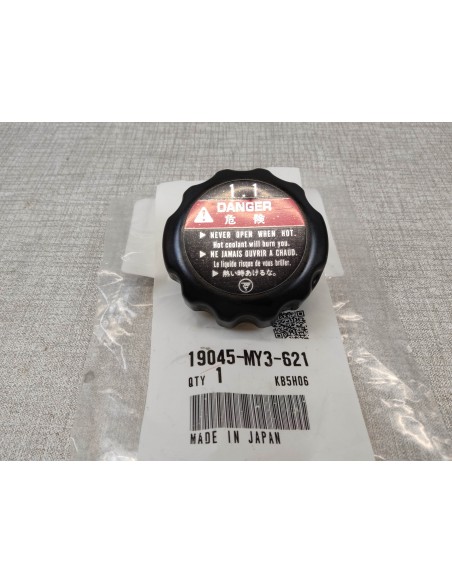 1.1
DANGER
危険
▶ NEVER OPEN WHEN HOT.
Hot coolant will burn you.
▶ NE JAMAIS OUVRIR A CHAUD.
Le liquide risque de vous brûler.
▶ 熱い時あけるな。
19045-MY3-621
QTY 1 KB5H06
MADE IN JAPAN